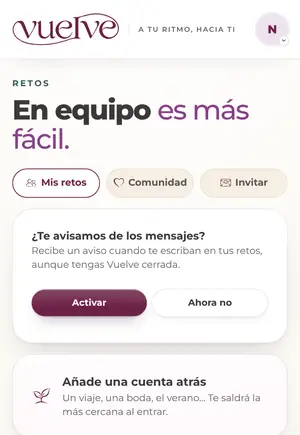 vuelve
A TU RITMO, HACIA TI
N
RETOS
En equipo es más
fácil.
Mis retos
Comunidad
Invitar
¿Te avisamos de los mensajes?
Recibe un aviso cuando te escriban en tus retos,
aunque tengas Vuelve cerrada.
Activar
Ahora no
Añade una cuenta atrás
Un viaje, una boda, el verano... Te saldrá la
más cercana al entrar.